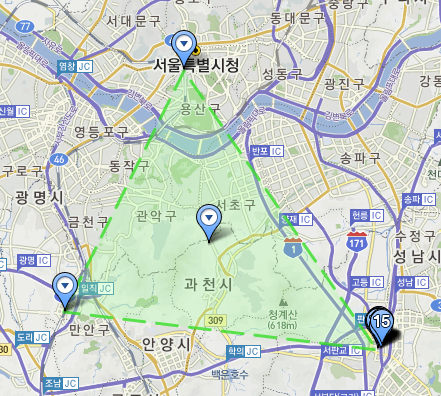 77
서대문구
동대문구
염창 JC
서울특별시청
성동구
광진구
강동
용산구
영등포구
신월 IC
46
동작구
반포 IC
송파구
구로구
광명시
관악구
서초구
금천구
양재 IC
헌릉 IC
송파 IC
수정구
171
1
성남시
광명 IC
일직 JC
과천시
고등 IC
성남 IC
청계산
(618m)
309
판
15
만안구
도리 JC
안양시
30
학의 JC
서판교 IC
백운호수
조남 JC